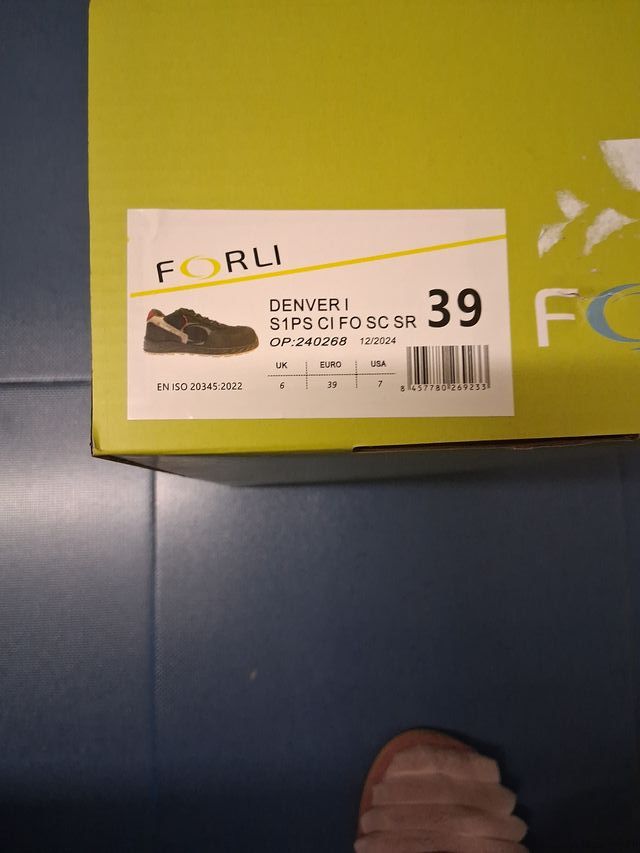 FORLI
DENVER I
S1PS CI FO SC SR 39
OP:240268 12/2024
UK EURO USA
6 39 7
EN ISO 20345:2022
8 457780 269233
FO